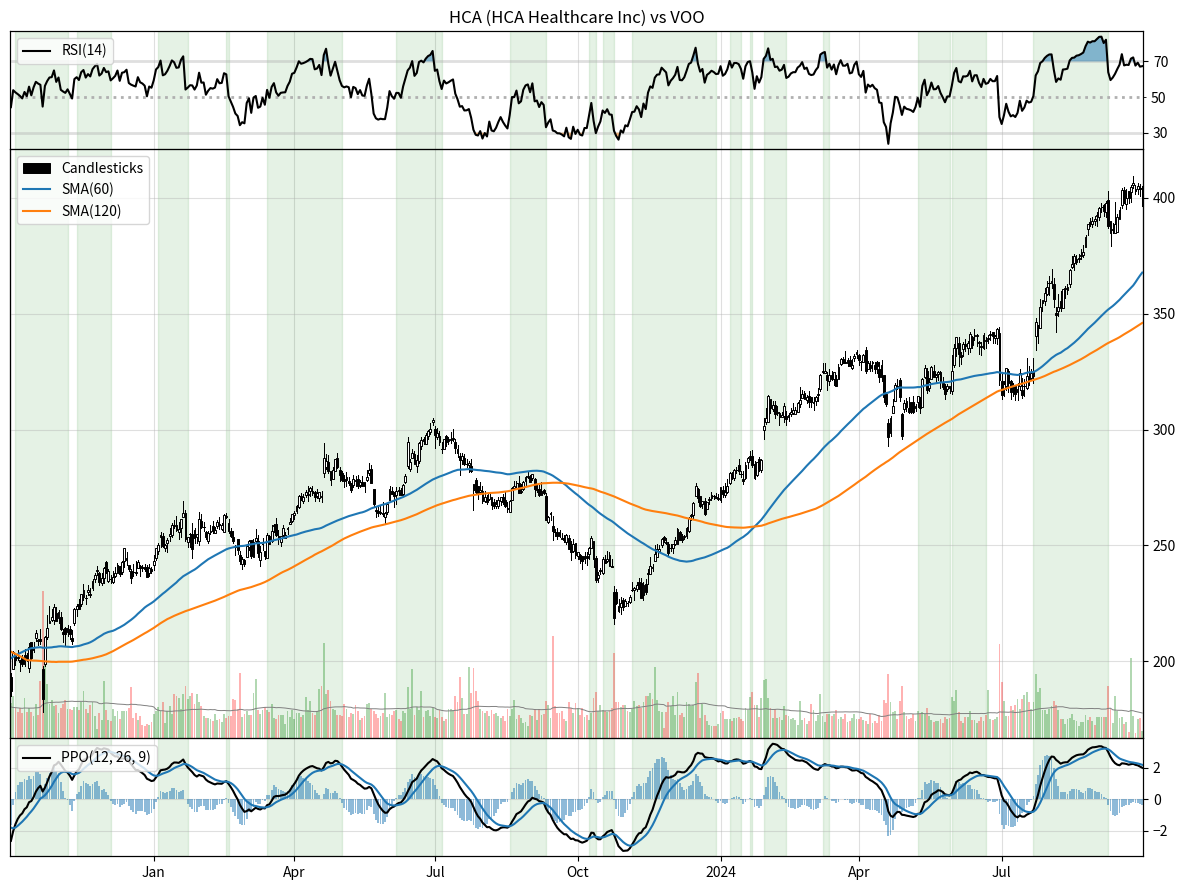 HCA (HCA Healthcare Inc) vs VOO
RSI(14)
70
50
30
Candlesticks
SMA(60)
SMA(120)
400
350
300
250
200
PPO(12, 26, 9)
2
0
−2
Jan Apr Jul Oct 2024 Apr Jul